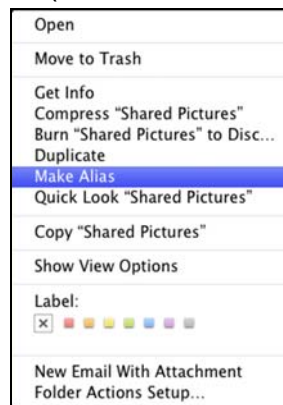 Open
Move to Trash
Get Info
Compress “Shared Pictures”
Burn “Shared Pictures” to Disc...
Duplicate
Make Alias
Quick Look “Shared Pictures”
Copy “Shared Pictures”
Show View Options
Label:
New Email With Attachment
Folder Actions Setup...